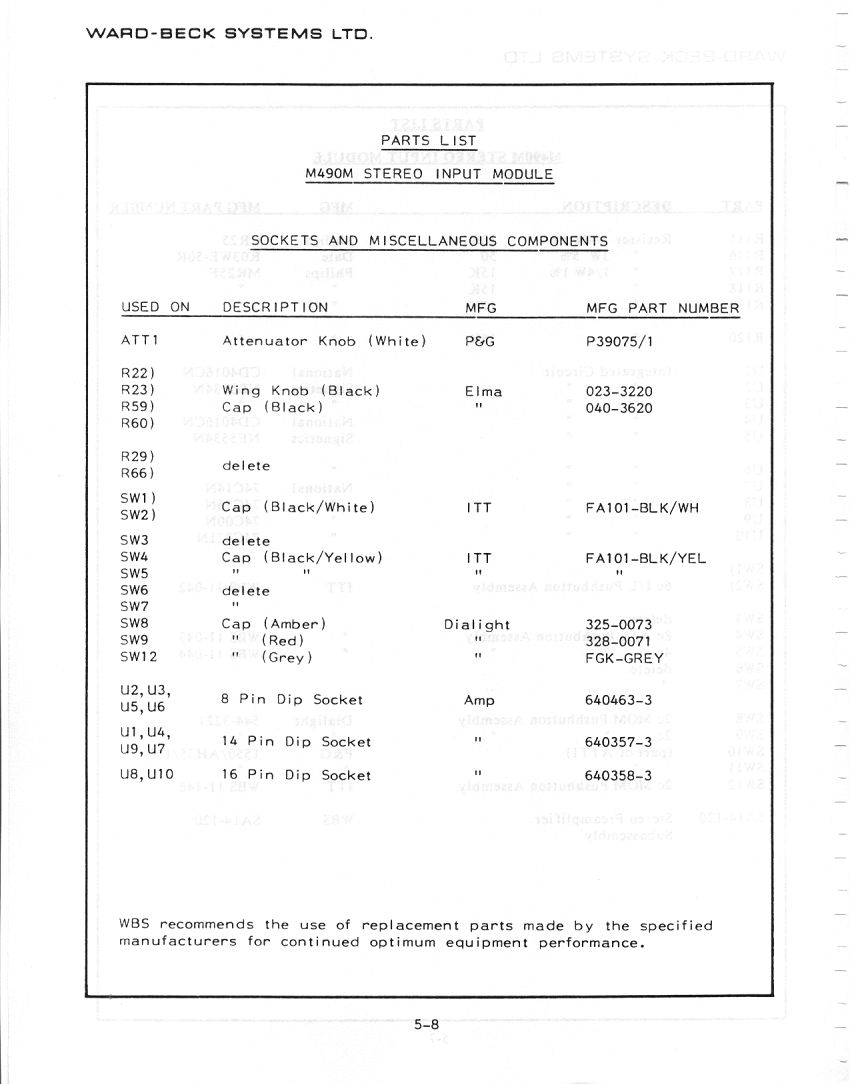 WARD-BECK SYSTEMS LTD.
PARTS LIST
M490M STEREO INPUT MODULE
SOCKETS AND MISCELLANEOUS COMPONENTS
USED ON DESCRIPTION MFG MFG PART NUMBER
ATT1 Attenuator Knob (White) P&G P39075/1
R22)
R23) Wing Knob (Black) Elma 023-3220
R59) Cap (Black) " 040-3620
R60)
R29)
R66) delete
SW1)
SW2) Cap (Black/White) ITT FA101-BLK/WH
SW3 delete
SW4 Cap (Black/Yellow) ITT FA101-BLK/YEL
SW5 " " " "
SW6 delete
SW7 "
SW8 Cap (Amber) Dialight 325-0073
SW9 " (Red) " 328-0071
SW12 " (Grey) " FGK-GREY
U2,U3,
U5,U6 8 Pin Dip Socket Amp 640463-3
U1,U4,
U9,U7 14 Pin Dip Socket " 640357-3
U8,U10 16 Pin Dip Socket " 640358-3
WBS recommends the use of replacement parts made by the specified
manufacturers for continued optimum equipment performance.
5-8